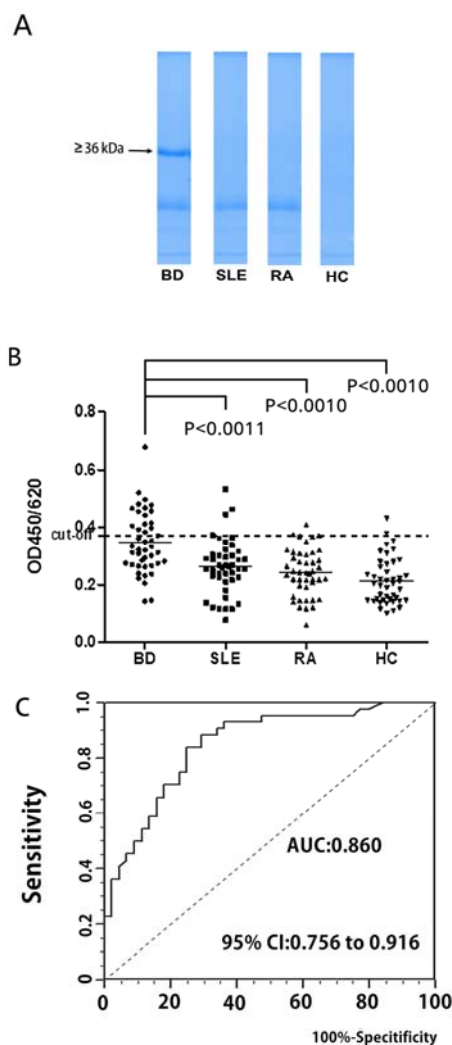 A
≥36 kDa
BD SLE RA HC
B
P<0.0010
P<0.0010
P<0.0011
0.8
0.6
0.4
cut-off
0.2
0.0
OD450/620
BD SLE RA HC
C
1.0
0.8
0.6
0.4
0.2
0
Sensitivity
AUC:0.860
95% CI:0.756 to 0.916
0 20 40 60 80 100
100%-Specitificity